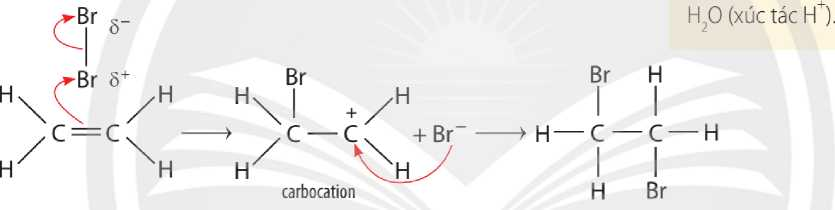 H₂O (xúc tác H⁺).
Br δ⁻
Br δ⁺
H H
C=C
H H
Br
H H
C — C⁺
H H
carbocation
+ Br⁻
Br H
H — C — C — H
H Br